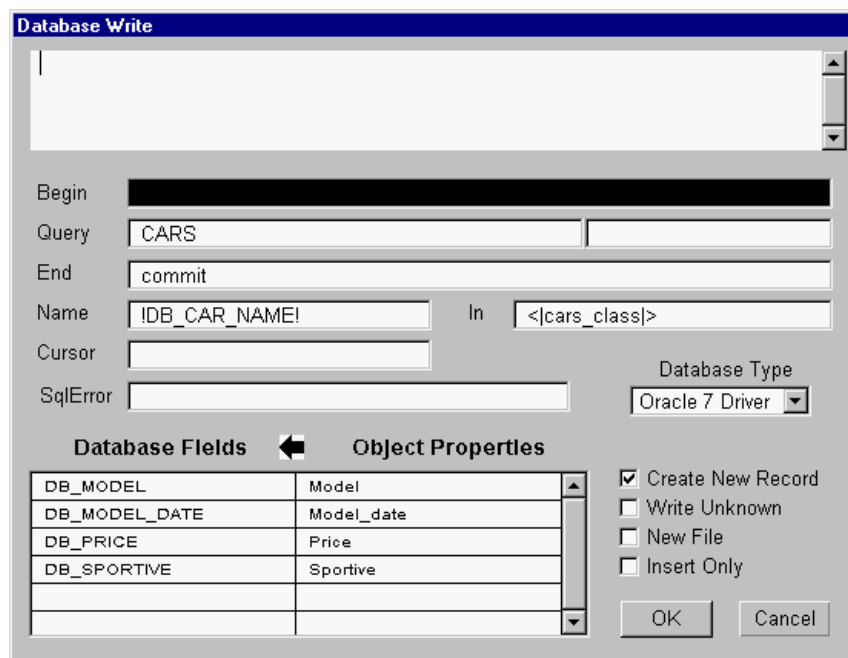 Database Write
Begin
Query CARS
End commit
Name !DB_CAR_NAME! In <|cars_class|>
Cursor
Database Type
SqlError Oracle 7 Driver
Database Fields Object Properties
DB_MODEL Model Create New Record
DB_MODEL_DATE Model_date Write Unknown
DB_PRICE Price New File
DB_SPORTIVE Sportive Insert Only
OK Cancel